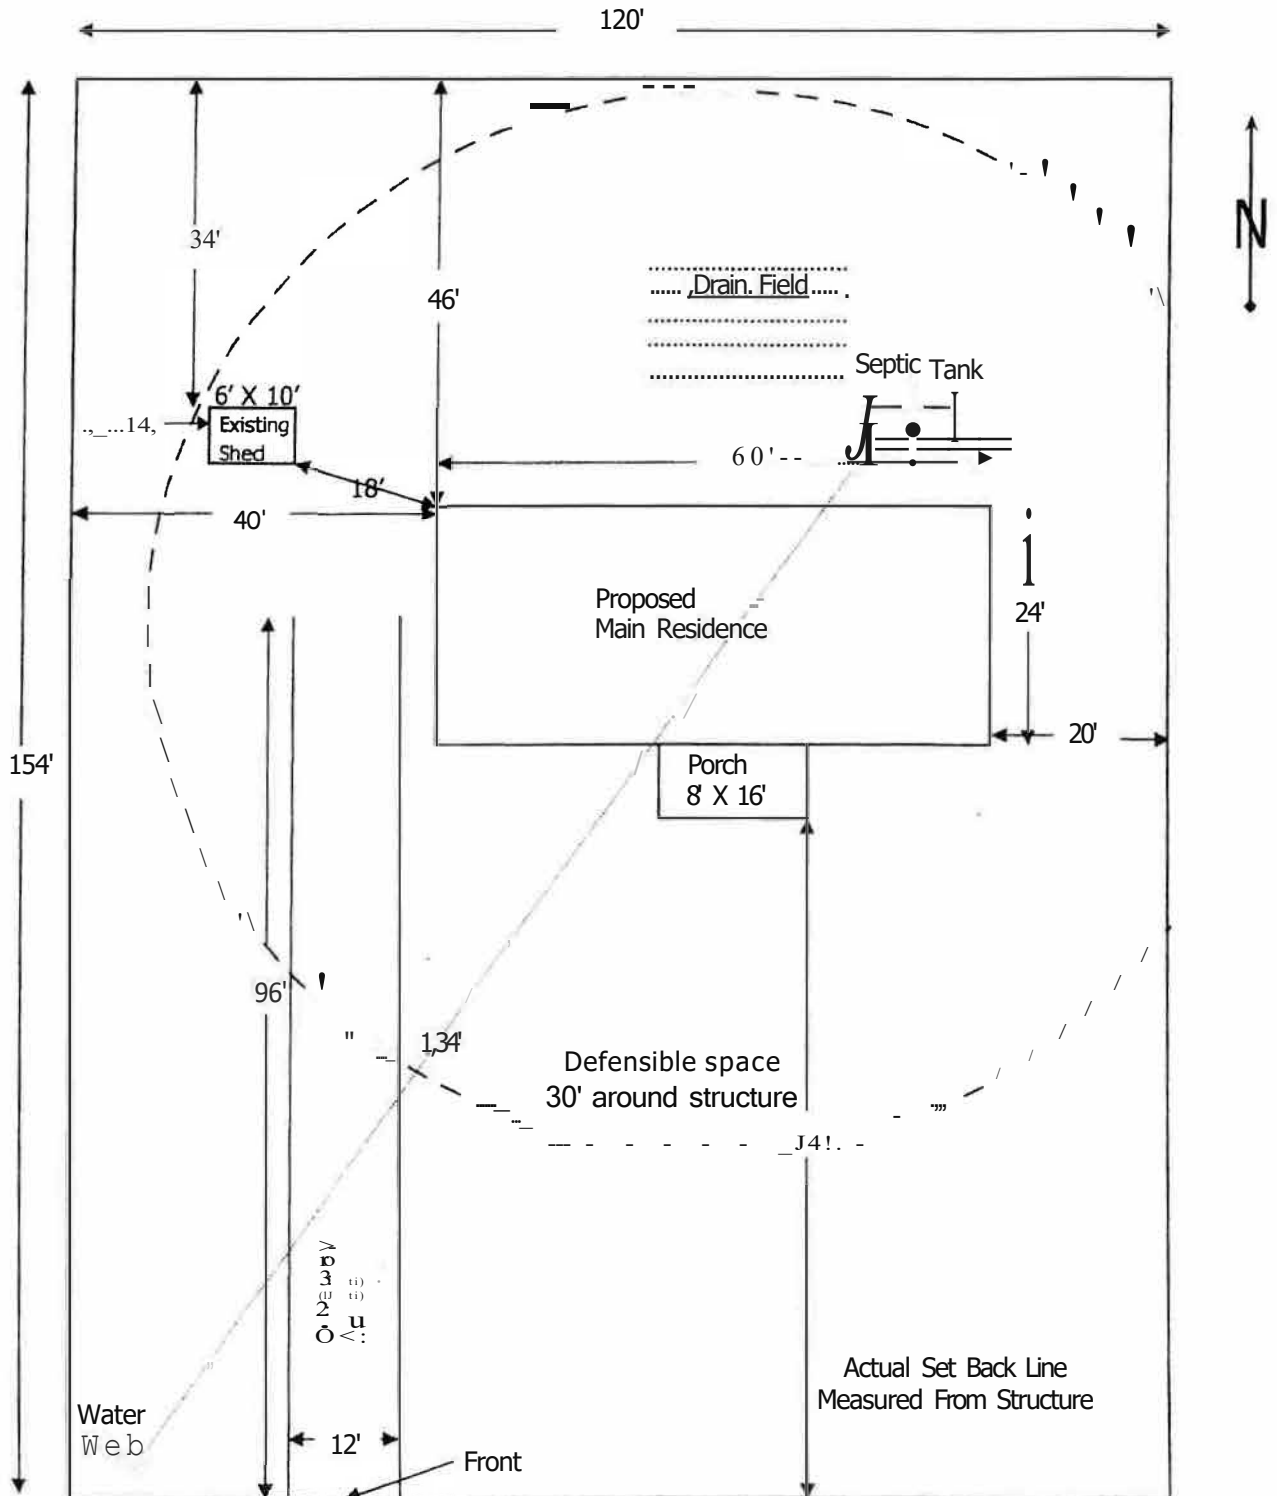 120'
34'
46'
N
Drain. Field
Septic Tank
6' X 10'
Existing
Shed
60'--
18'
40'
Proposed
Main Residence
24'
20'
154'
Porch
8' X 16'
96'
Defensible space
30' around structure
Actual Set Back Line
Measured From Structure
Water
Web
12'
Front